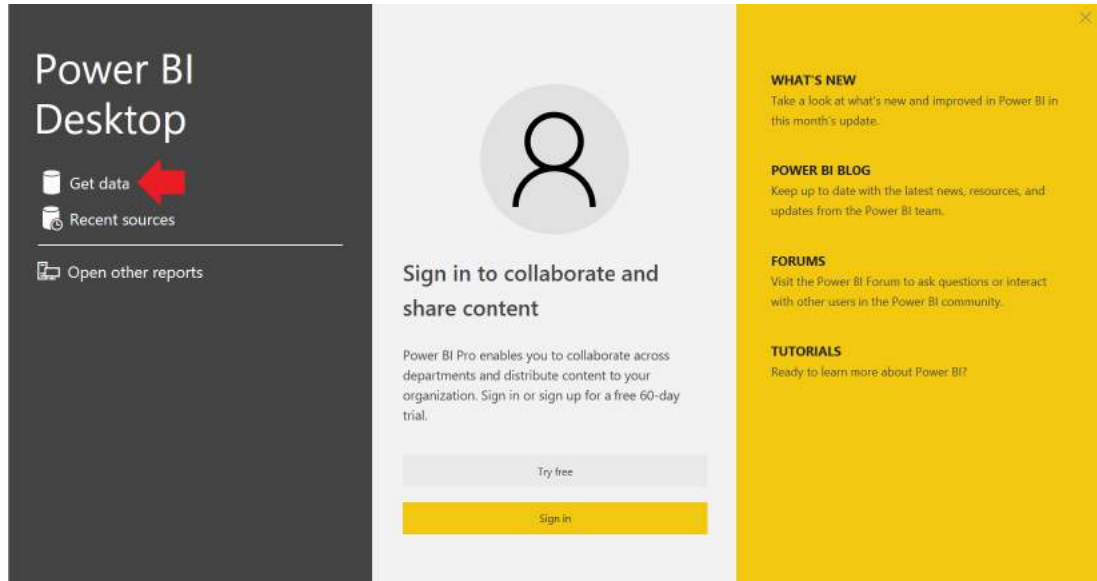 Power BI
Desktop
Get data
Recent sources
Open other reports
Sign in to collaborate and
share content
Power BI Pro enables you to collaborate across
departments and distribute content to your
organization. Sign in or sign up for a free 60-day
trial.
Try free
Sign in
WHAT'S NEW
Take a look at what's new and improved in Power BI in
this month's update.
POWER BI BLOG
Keep up to date with the latest news, resources, and
updates from the Power BI team.
FORUMS
Visit the Power BI Forum to ask questions or interact
with other users in the Power BI community.
TUTORIALS
Ready to learn more about Power BI?